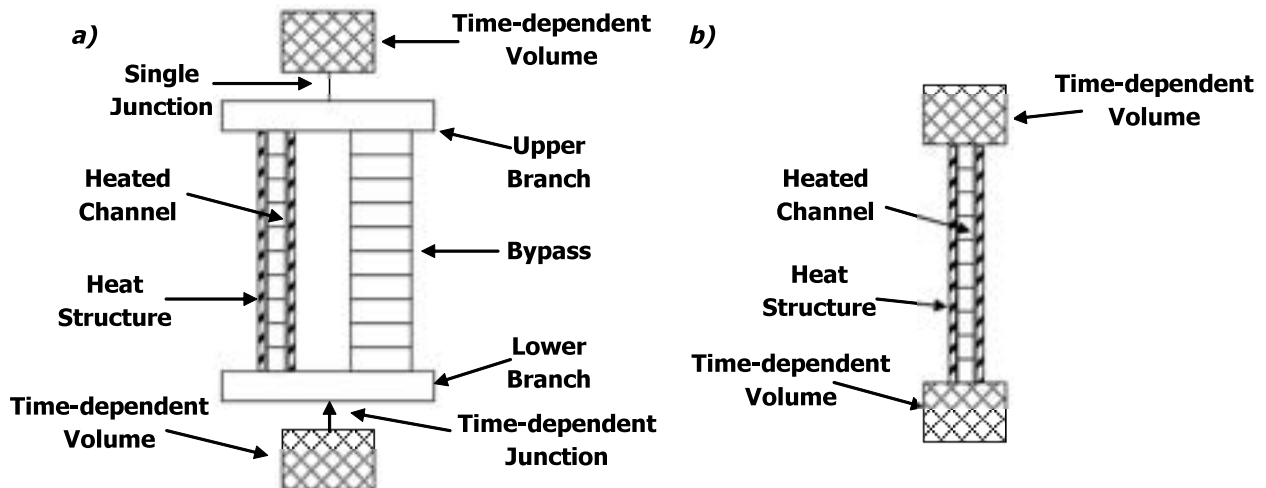 a)
Time-dependent
Volume
Single
Junction
Upper
Branch
Heated
Channel
Bypass
Heat
Structure
Lower
Branch
Time-dependent
Volume
Time-dependent
Junction
b)
Time-dependent
Volume
Heated
Channel
Heat
Structure
Time-dependent
Volume